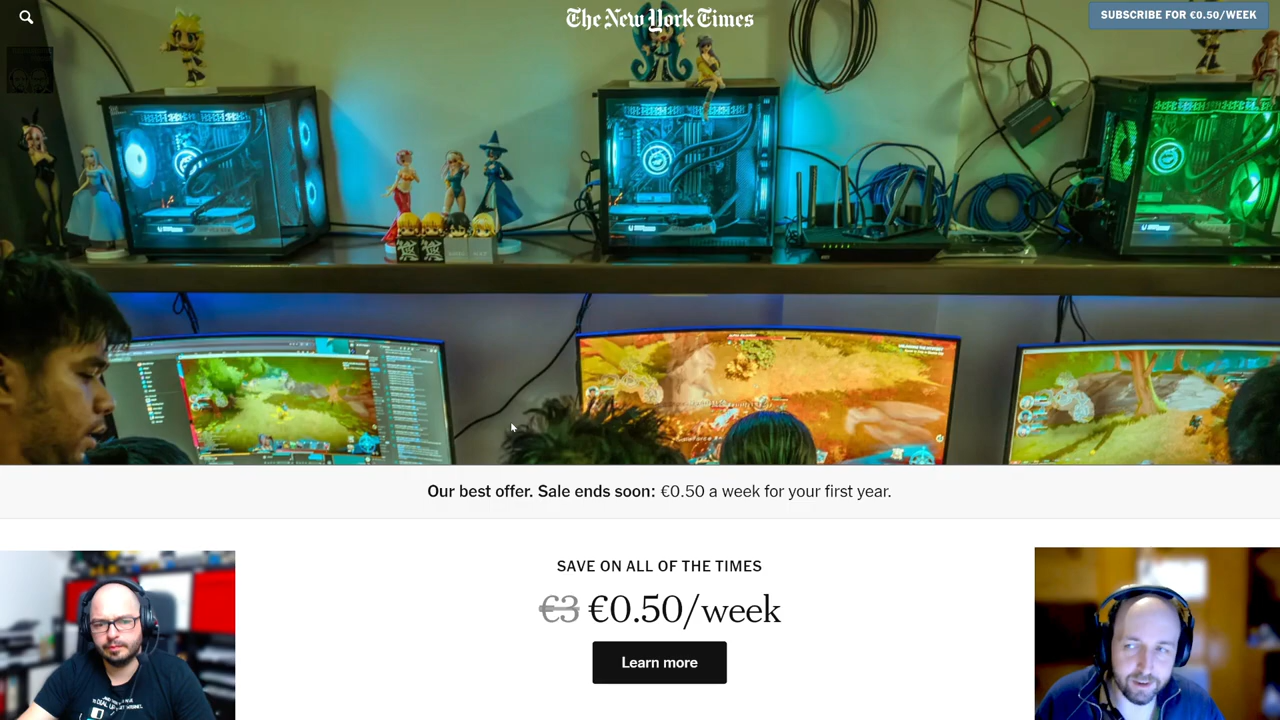 The New York Times
SUBSCRIBE FOR €0.50/WEEK
Our best offer. Sale ends soon: €0.50 a week for your first year.
SAVE ON ALL OF THE TIMES
€3 €0.50/week
Learn more